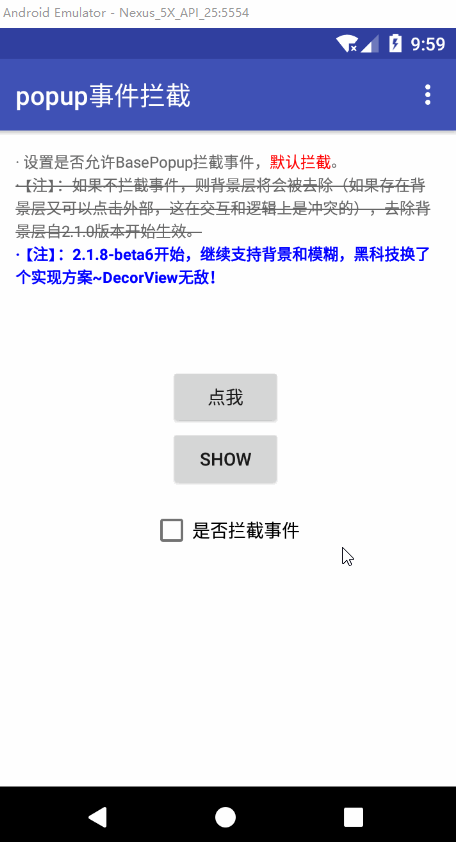 Android Emulator - Nexus_5X_API_25:5554
9:59
popup事件拦截
· 设置是否允许BasePopup拦截事件，默认拦截。
·【注】：如果不拦截事件，则背景层将会被去除（如果存在背
景层又可以点击外部，这在交互和逻辑上是冲突的），去除背
景层自2.1.0版本开始生效。
·【注】：2.1.8-beta6开始，继续支持背景和模糊，黑科技换了
个实现方案~DecorView无敌！
点我
SHOW
是否拦截事件